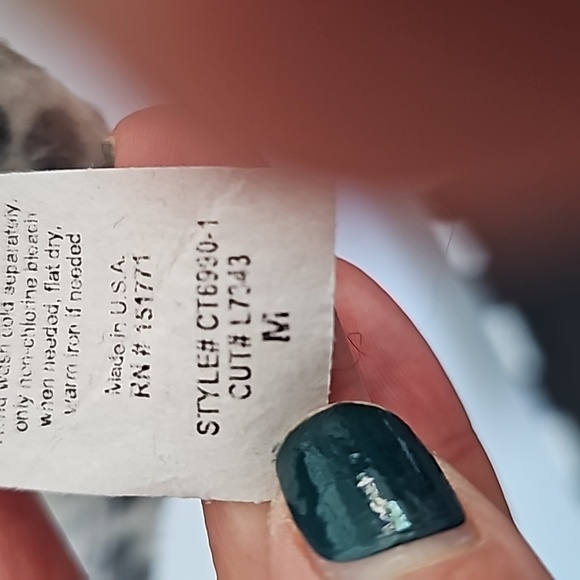 wash cold separately,
only non-chlorine bleach
when needed, flat dry,
warm iron if needed
Made in U.S.A.
RN# 151771
STYLE# CT6930-1
CUT# L7343
M